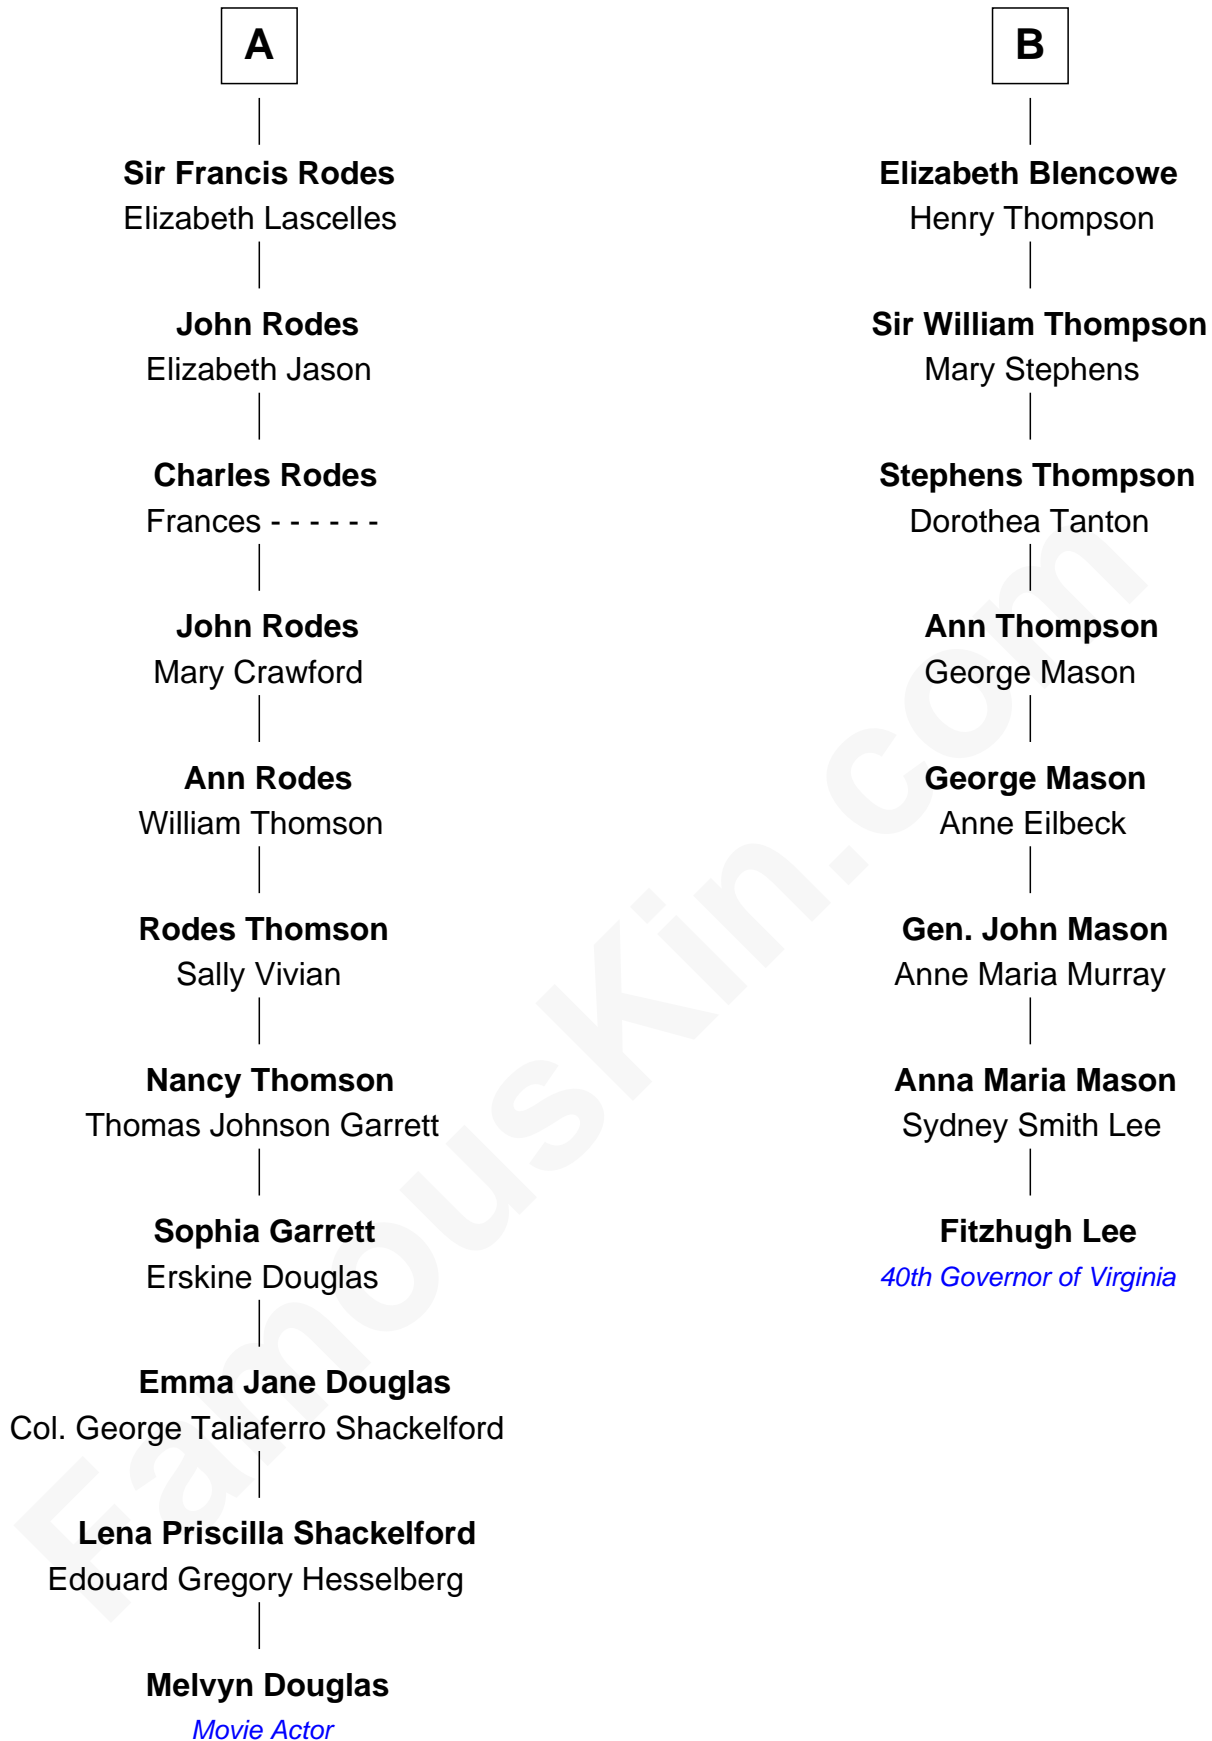 A
Sir Francis Rodes
Elizabeth Lascelles
John Rodes
Elizabeth Jason
Charles Rodes
Frances - - - - - -
John Rodes
Mary Crawford
Ann Rodes
William Thomson
Rodes Thomson
Sally Vivian
Nancy Thomson
Thomas Johnson Garrett
Sophia Garrett
Erskine Douglas
Emma Jane Douglas
Col. George Taliaferro Shackelford
Lena Priscilla Shackelford
Edouard Gregory Hesselberg
Melvyn Douglas
Movie Actor
B
Elizabeth Blencowe
Henry Thompson
Sir William Thompson
Mary Stephens
Stephens Thompson
Dorothea Tanton
Ann Thompson
George Mason
George Mason
Anne Eilbeck
Gen. John Mason
Anne Maria Murray
Anna Maria Mason
Sydney Smith Lee
Fitzhugh Lee
40th Governor of Virginia
FamousKin.com